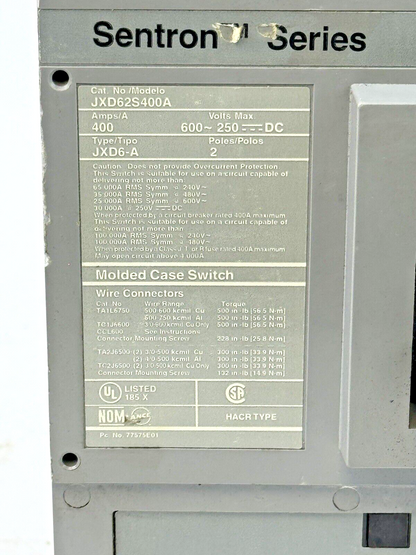 Sentron™ Series
Cat. No./Modelo
JXD62S400A
Amps/A Volts Max.
400 600~ 250 --- DC
Type/Tipo Poles/Polos
JXD6-A 2
Caution: Does not provide Overcurrent Protection.
This Switch is suitable for use on a circuit capable of
delivering not more than
65,000A RMS Symm. @ 240V~
35,000A RMS Symm. @ 480V~
25,000A RMS Symm. @ 600V~
30,000A @ 250V DC
When protected by a circuit breaker rated 400A maximum
This Switch is suitable for use on a circuit capable of
delivering not more than
100,000A RMS Symm. @ 240V~
100,000A RMS Symm. @ 480V~
When protected by a Class J, T or R fuse rated 400A maximum
May open circuit above 4,000A
Molded Case Switch
Wire Connectors
Cat. No. Wire Range Torque
TA1L6750 500-600 kcmil Cu 500 in-lb [56.5 N·m]
500-750 kcmil Al 500 in-lb [56.5 N·m]
TC1J6600 3/0-600 kcmil Cu Only 500 in-lb [56.5 N·m]
CCL600 See Instructions
Connector Mounting Screw 228 in-lb [25.8 N·m]
TA2J6500 (2) 3/0-500 kcmil Cu 300 in-lb [33.9 N·m]
(2) 4/0-500 kcmil Al 300 in-lb [33.9 N·m]
TC2J6500 (2) 3/0-500 kcmil Cu Only 300 in-lb [33.9 N·m]
Connector Mounting Screw 132 in-lb [14.9 N·m]
UL LISTED
185 X
SA
NOM ANCE HACR TYPE
Pc. No. 77575E01